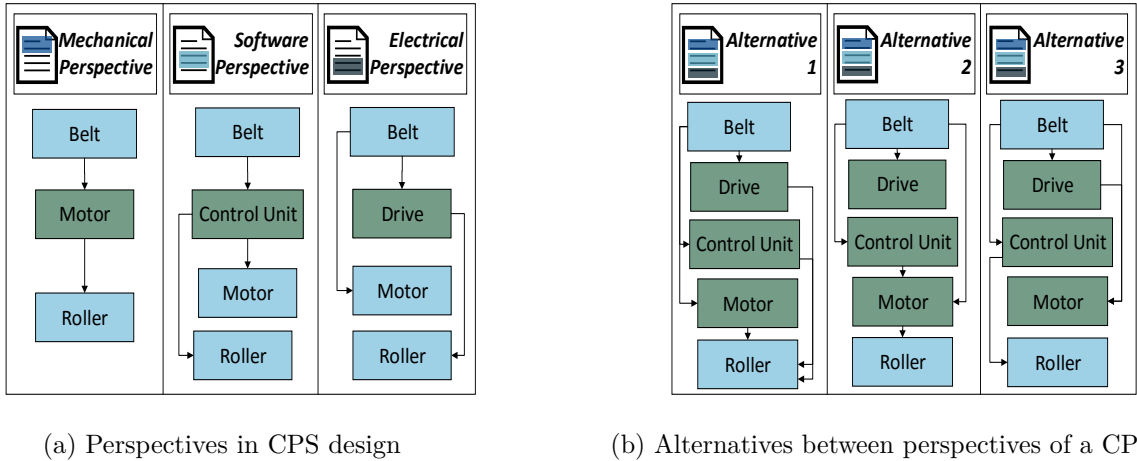 Mechanical
Perspective
Software
Perspective
Electrical
Perspective
Belt
Motor
Roller
Belt
Control Unit
Motor
Roller
Belt
Drive
Motor
Roller
(a) Perspectives in CPS design
Alternative
1
Alternative
2
Alternative
3
Belt
Drive
Control Unit
Motor
Roller
Belt
Drive
Control Unit
Motor
Roller
Belt
Drive
Control Unit
Motor
Roller
(b) Alternatives between perspectives of a CP